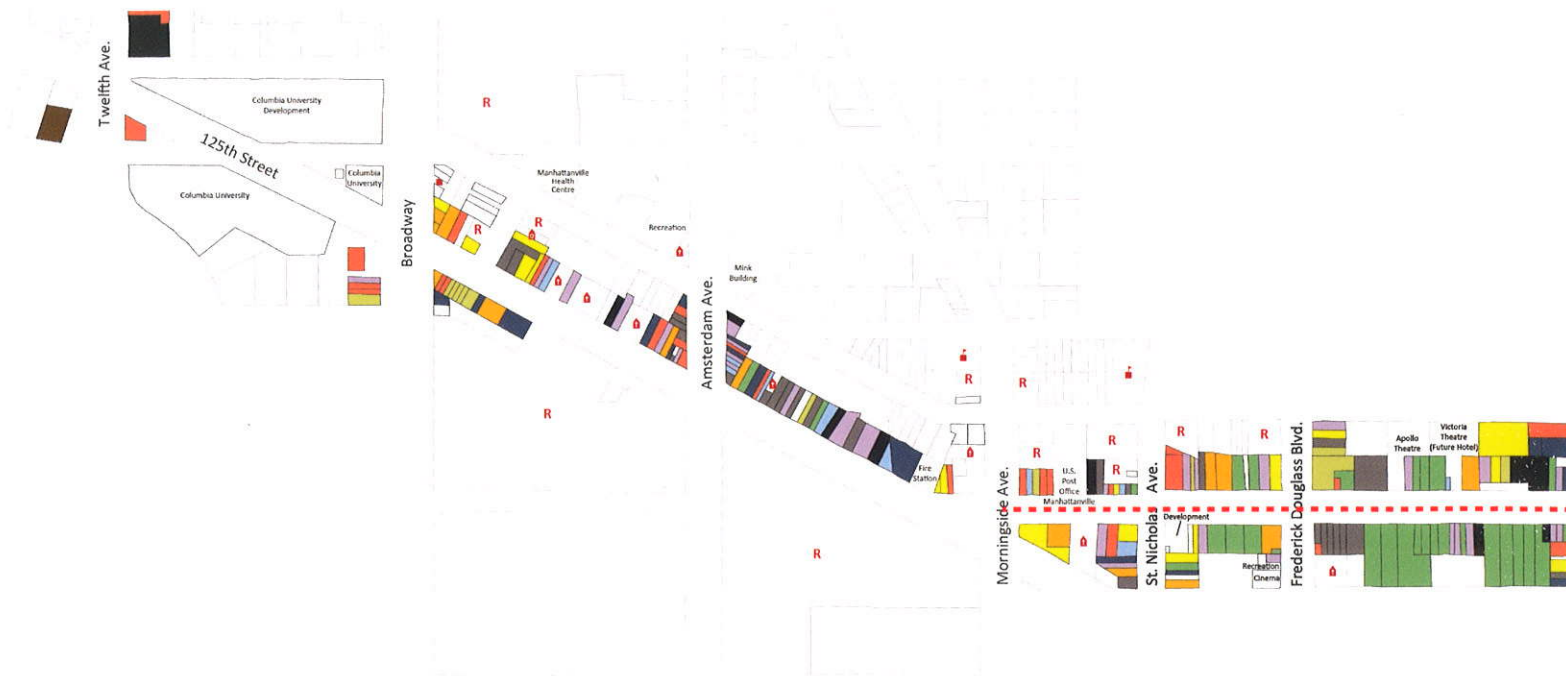 Twelfth Ave.
Columbia University
Development
125th Street
Columbia
University
Columbia University
Broadway
R
Manhattanville
Health
Centre
R
R
Recreation
R
Amsterdam Ave.
Mink
Building
Fire
Station
R
R
R
R
Morningside Ave.
R
U.S.
Post
Office
Manhattanville
R
R
St. Nicholas Ave.
R
R
Development
Recreation
Cinema
Frederick Douglass Blvd.
Apollo
Theatre
Victoria
Theatre
(Future Hotel)